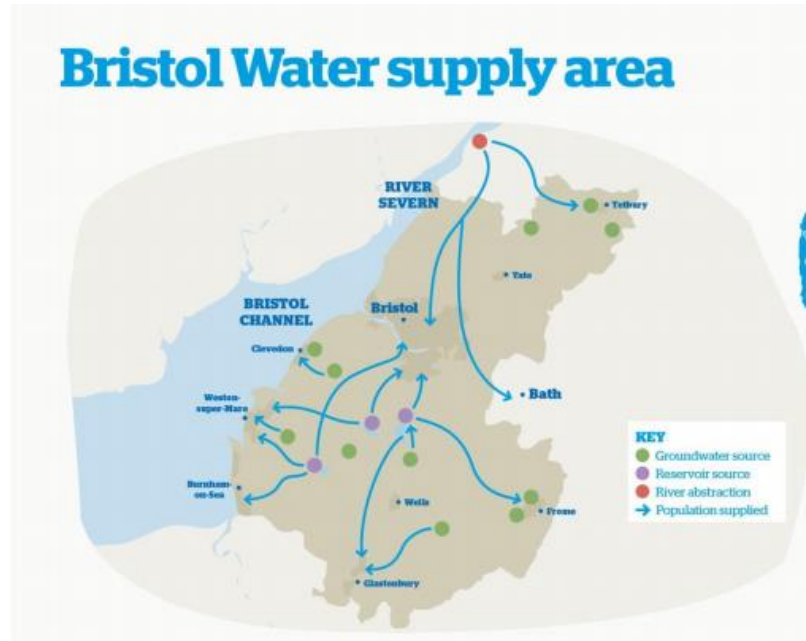 Bristol Water supply area
RIVER
SEVERN
Tetbury
Yate
BRISTOL
CHANNEL
Bristol
Clevedon
Bath
Weston-
super-Mare
KEY
Groundwater source
Reservoir source
River abstraction
Population supplied
Burnham-
on-Sea
Wells
Frome
Glastonbury